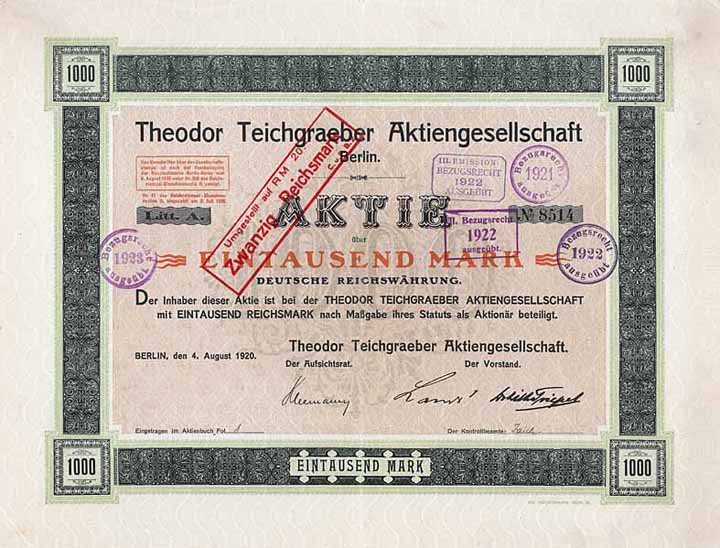 1000 1000
Theodor Teichgraeber Aktiengesellschaft
Berlin.
III. EMISSION
BEZUGSRECHT
1922
AUSGEÜBT
Bezugsrecht
1921
ausgeübt
Umgestellt auf RM 20.-
Zwanzig Reichsmark
Litt. A.
AKTIE
№ 8514
II. Bezugsrecht
1922
ausgeübt
über
Bezugsrecht
1923
ausgeübt.
EINTAUSEND MARK
Bezugsrecht
1922
ausgeübt
DEUTSCHE REICHSWÄHRUNG.
Der Inhaber dieser Aktie ist bei der THEODOR TEICHGRAEBER AKTIENGESELLSCHAFT
mit EINTAUSEND REICHSMARK nach Maßgabe ihres Statuts als Aktionär beteiligt.
Theodor Teichgraeber Aktiengesellschaft.
BERLIN, den 4. August 1920.
Der Aufsichtsrat. Der Vorstand.
Eingetragen im Aktienbuch Fol. Der Kontrollbeamte:
1000 EINTAUSEND MARK 1000